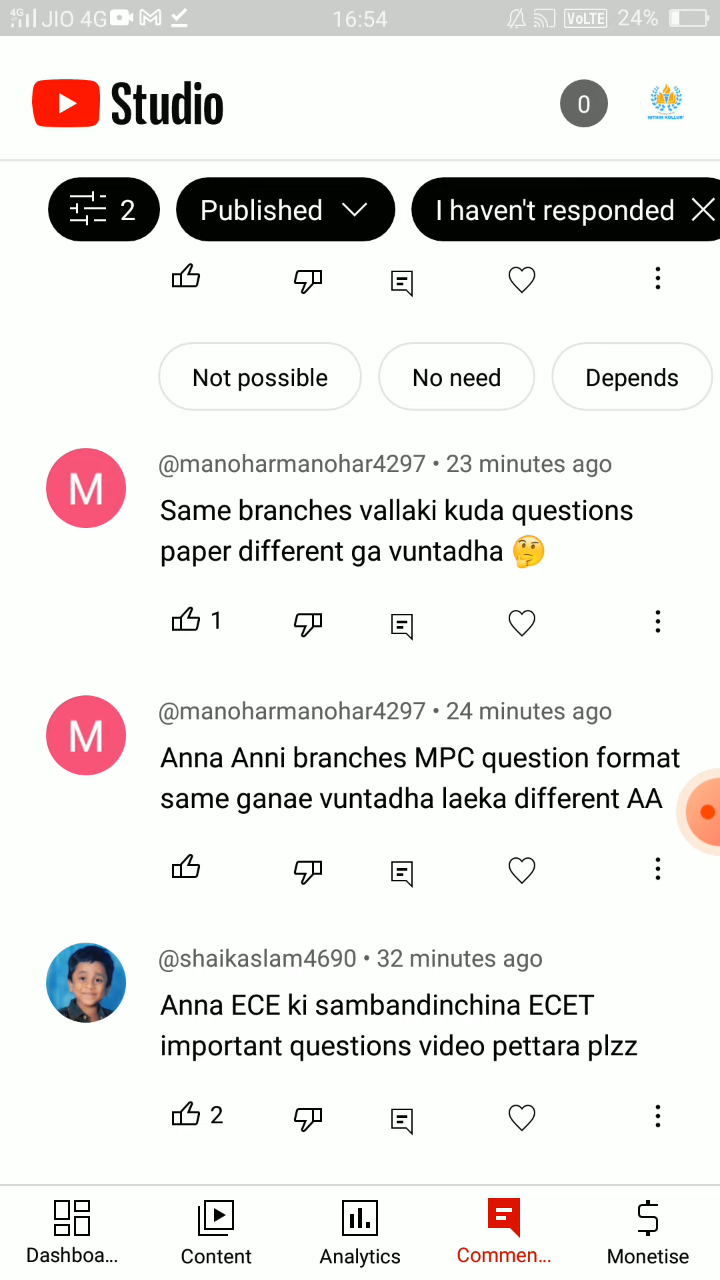 4G JIO 4G 16:54 VoLTE 24%
Studio
0
2 Published I haven't responded
Not possible No need Depends
@manoharmanohar4297 • 23 minutes ago
M
Same branches vallaki kuda questions
paper different ga vuntadha 🤔
1
@manoharmanohar4297 • 24 minutes ago
M
Anna Anni branches MPC question format
same ganae vuntadha laeka different AA
@shaikaslam4690 • 32 minutes ago
Anna ECE ki sambandinchina ECET
important questions video pettara plzz
2
Dashboa... Content Analytics Commen... Monetise